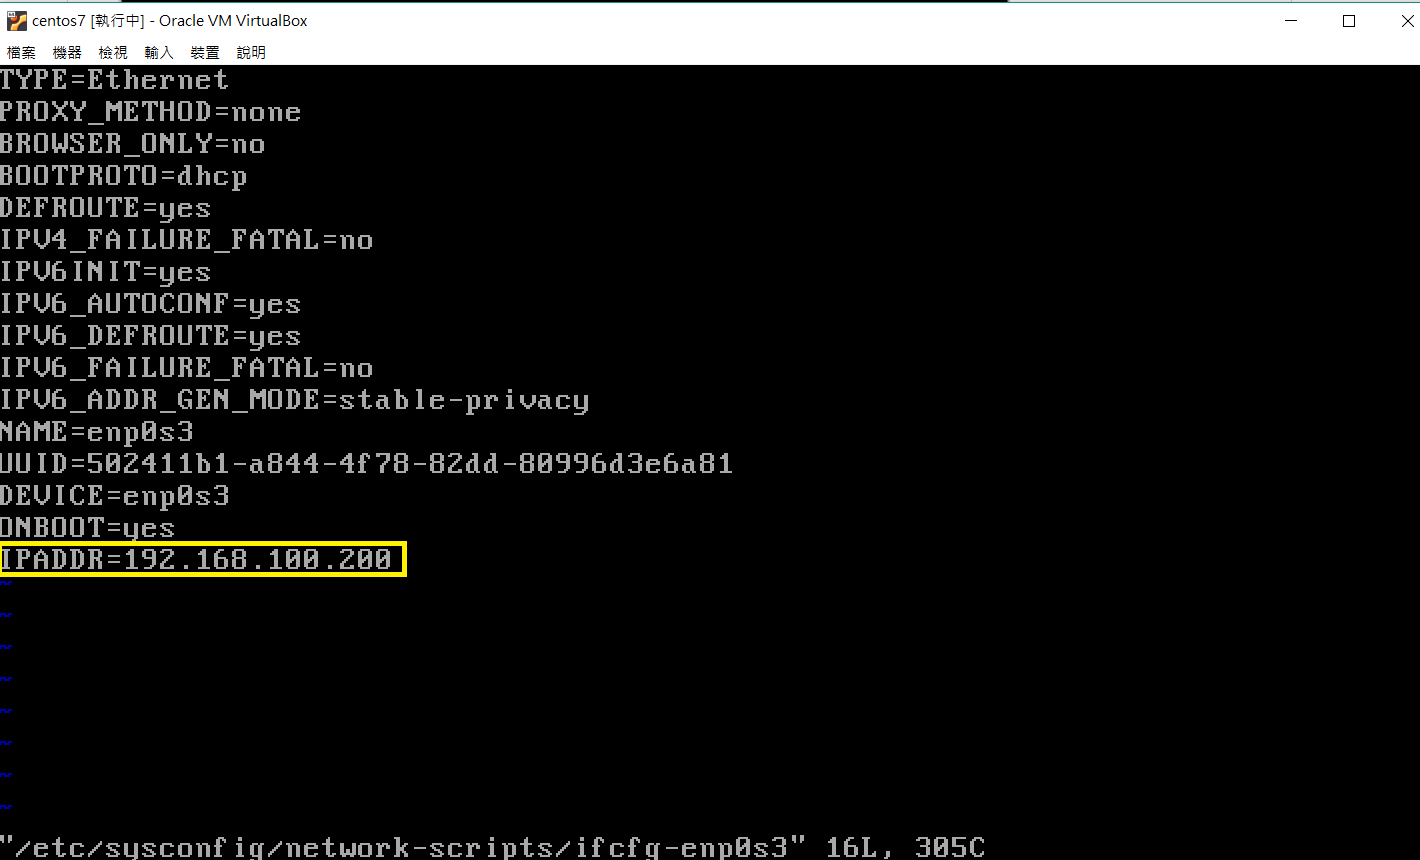 centos7 [執行中] - Oracle VM VirtualBox
檔案 機器 檢視 輸入 裝置 說明
TYPE=Ethernet
PROXY_METHOD=none
BROWSER_ONLY=no
BOOTPROTO=dhcp
DEFROUTE=yes
IPV4_FAILURE_FATAL=no
IPV6INIT=yes
IPV6_AUTOCONF=yes
IPV6_DEFROUTE=yes
IPV6_FAILURE_FATAL=no
IPV6_ADDR_GEN_MODE=stable-privacy
NAME=enp0s3
UUID=502411b1-a844-4f78-82dd-80996d3e6a81
DEVICE=enp0s3
ONBOOT=yes
IPADDR=192.168.100.200
~
~
~
~
~
~
~
~
"/etc/sysconfig/network-scripts/ifcfg-enp0s3" 16L, 305C